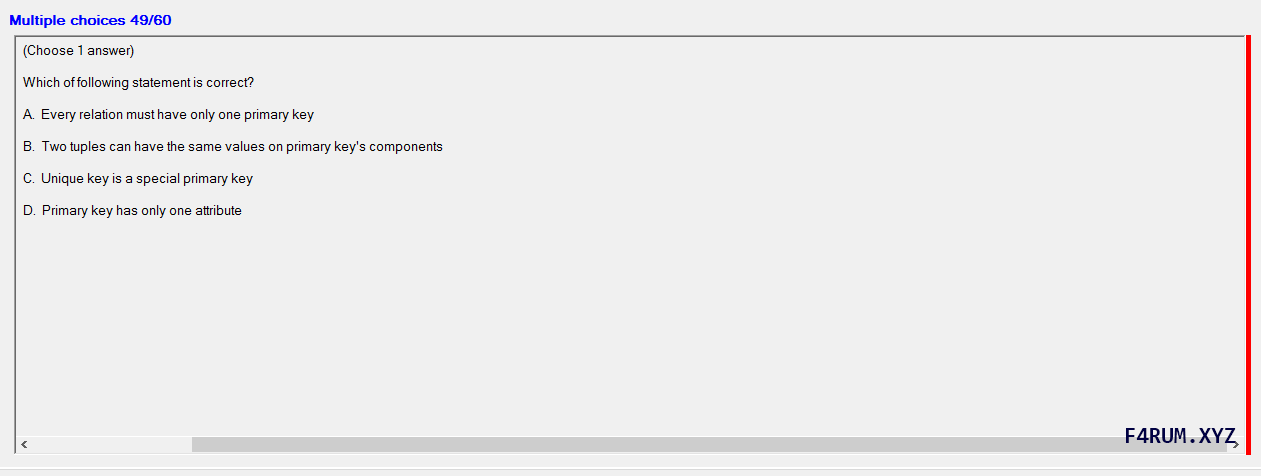 Multiple choices 49/60
(Choose 1 answer)
Which of following statement is correct?
A. Every relation must have only one primary key
B. Two tuples can have the same values on primary key's components
C. Unique key is a special primary key
D. Primary key has only one attribute
F4RUM.XYZ